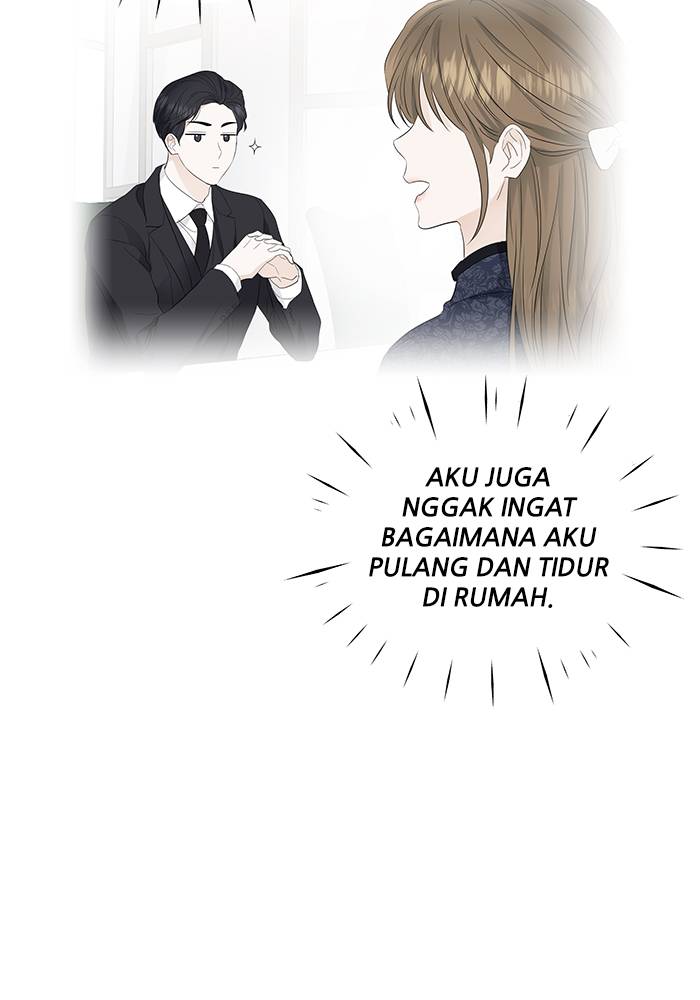 AKU JUGA
NGGAK INGAT
BAGAIMANA AKU
PULANG DAN TIDUR
DI RUMAH.